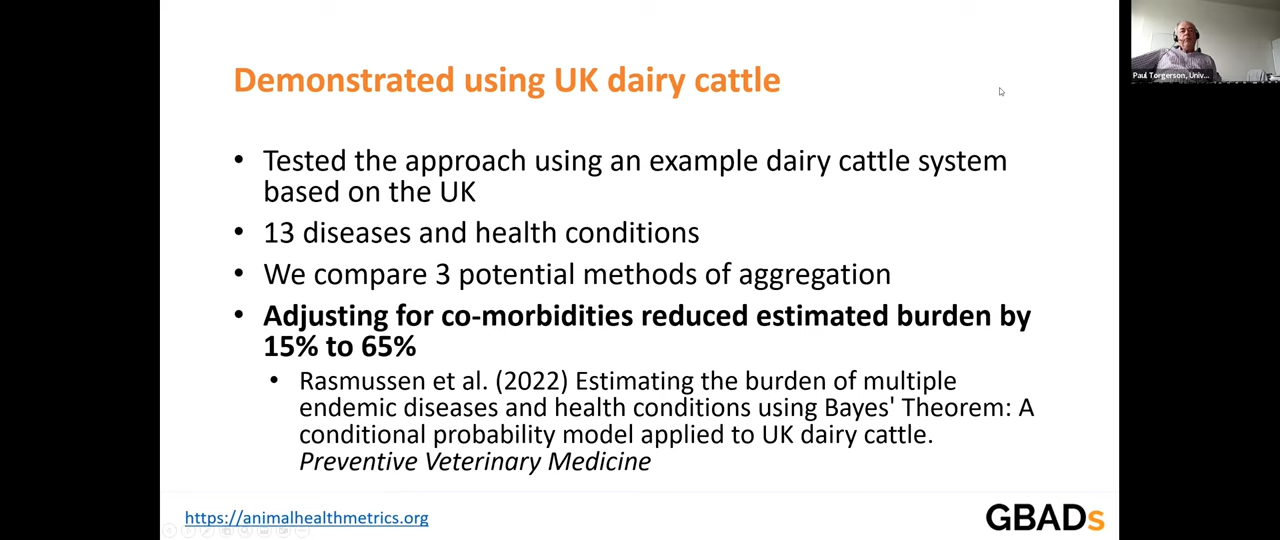 Demonstrated using UK dairy cattle
• Tested the approach using an example dairy cattle system
based on the UK
• 13 diseases and health conditions
• We compare 3 potential methods of aggregation
• Adjusting for co-morbidities reduced estimated burden by
15% to 65%
• Rasmussen et al. (2022) Estimating the burden of multiple
endemic diseases and health conditions using Bayes' Theorem: A
conditional probability model applied to UK dairy cattle.
Preventive Veterinary Medicine
https://animalhealthmetrics.org
GBADs
Paul Torgerson, Univ...